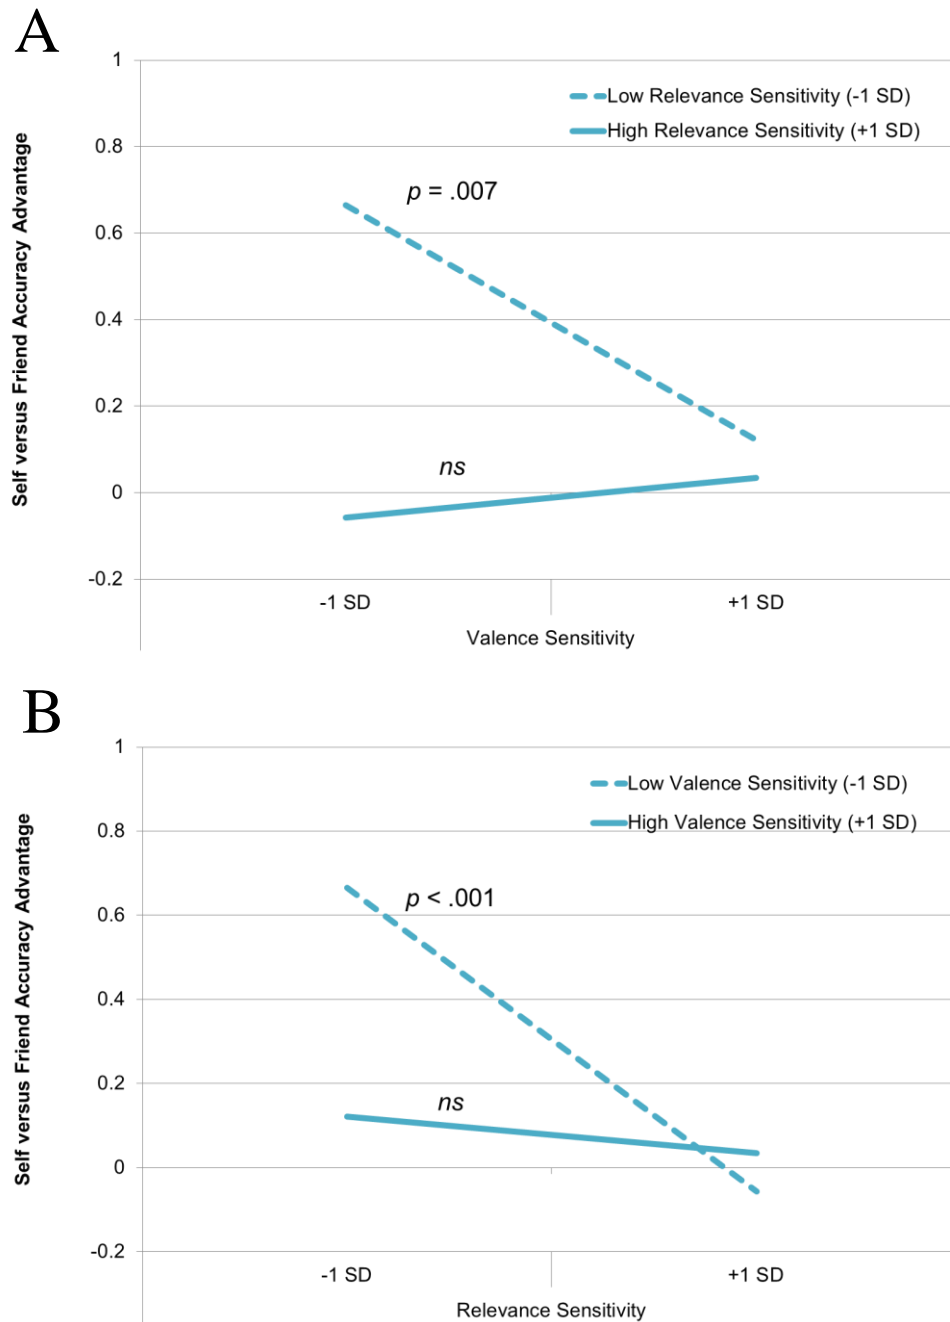 A
1
Low Relevance Sensitivity (-1 SD)
High Relevance Sensitivity (+1 SD)
0.8
p = .007
0.6
Self versus Friend Accuracy Advantage
0.4
0.2
ns
0
-0.2
-1 SD
+1 SD
Valence Sensitivity
B
1
Low Valence Sensitivity (-1 SD)
High Valence Sensitivity (+1 SD)
0.8
p < .001
0.6
Self versus Friend Accuracy Advantage
0.4
0.2
ns
0
-0.2
-1 SD
+1 SD
Relevance Sensitivity